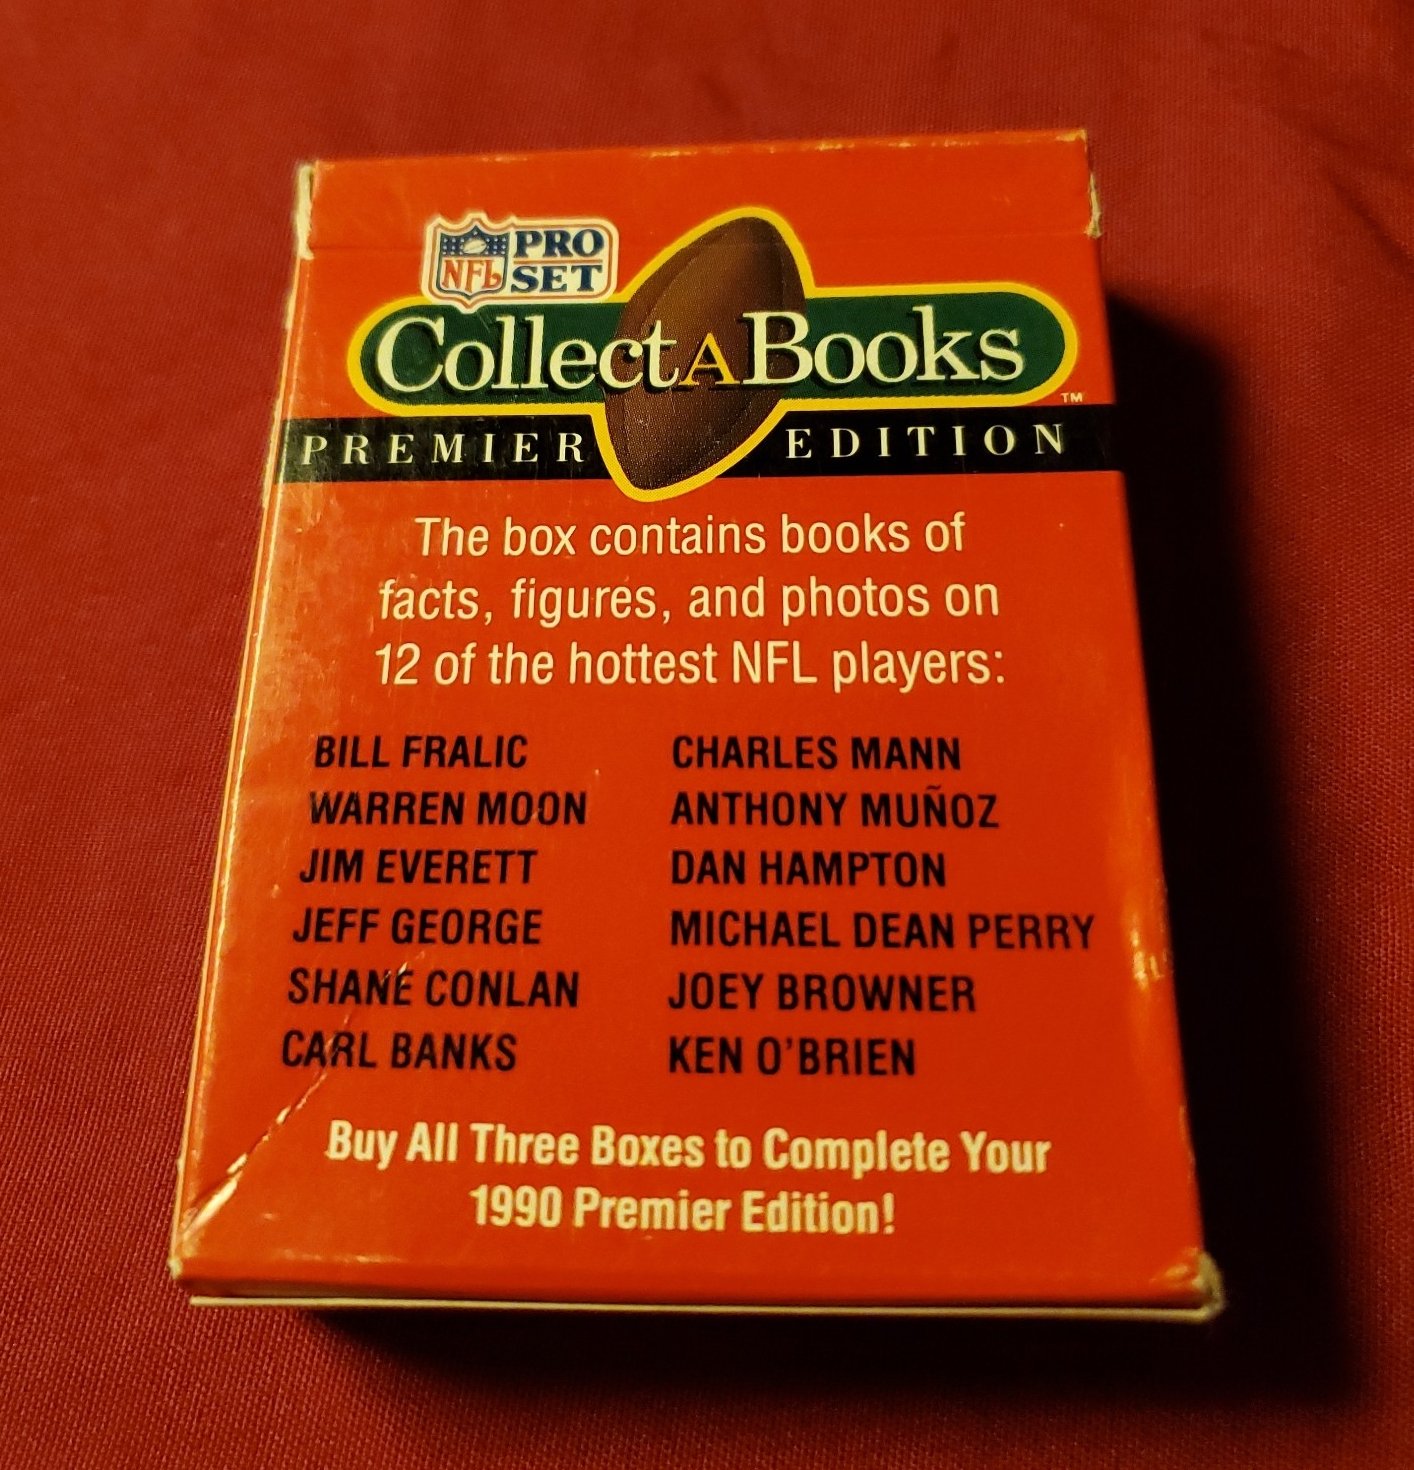 NFL PRO SET
CollectABooks™
PREMIER EDITION
The box contains books of
facts, figures, and photos on
12 of the hottest NFL players:
BILL FRALIC
WARREN MOON
JIM EVERETT
JEFF GEORGE
SHANE CONLAN
CARL BANKS
CHARLES MANN
ANTHONY MUÑOZ
DAN HAMPTON
MICHAEL DEAN PERRY
JOEY BROWNER
KEN O'BRIEN
Buy All Three Boxes to Complete Your
1990 Premier Edition!